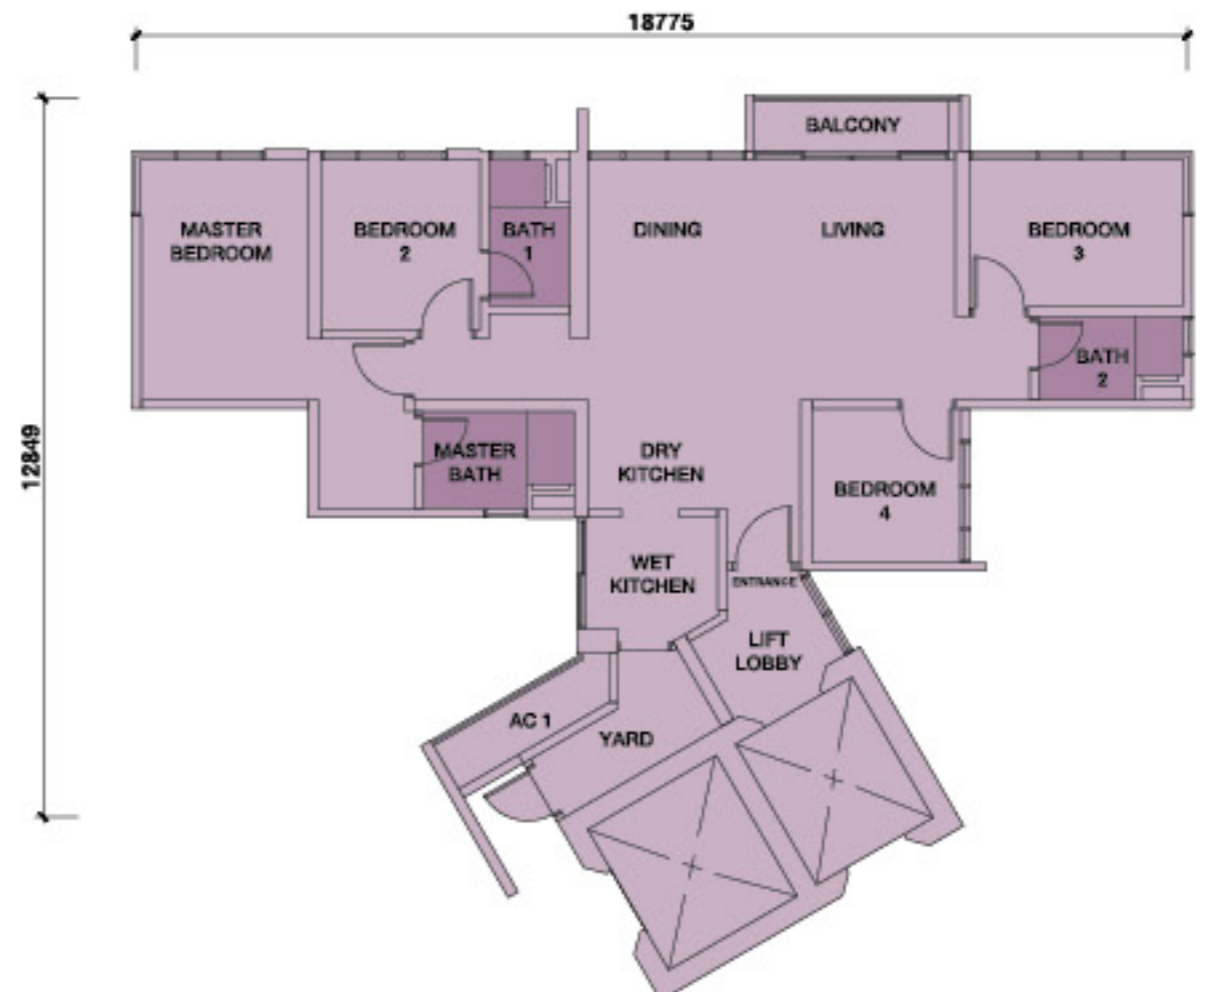 18775
BALCONY
MASTER
BEDROOM
BEDROOM
2
BATH
1
DINING
LIVING
BEDROOM
3
BATH
2
12849
MASTER
BATH
DRY
KITCHEN
BEDROOM
4
WET
KITCHEN
ENTRANCE
LIFT
LOBBY
AC 1
YARD